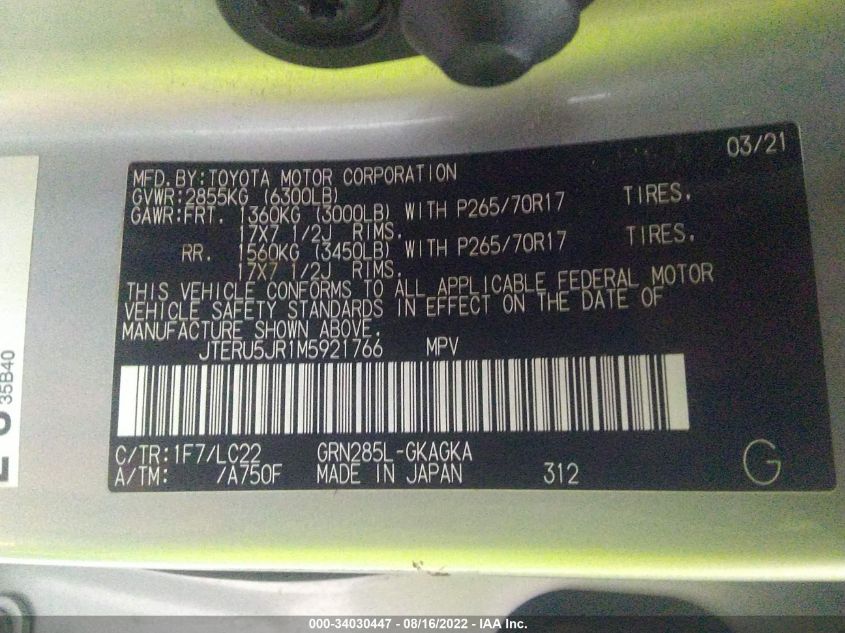 03/21
MFD.BY:TOYOTA MOTOR CORPORATION
GVWR:2855KG (6300LB)
GAWR:FRT. 1360KG (3000LB) WITH P265/70R17 TIRES.
17X7 1/2J RIMS.
RR. 1560KG (3450LB) WITH P265/70R17 TIRES.
17X7 1/2J RIMS.
THIS VEHICLE CONFORMS TO ALL APPLICABLE FEDERAL MOTOR
VEHICLE SAFETY STANDARDS IN EFFECT ON THE DATE OF
MANUFACTURE SHOWN ABOVE.
JTERU5JR1M5921766 MPV
C/TR:1F7/LC22 GRN285L-GKAGKA
A/TM: /A750F MADE IN JAPAN 312 G
35B40
000-34030447 - 08/16/2022 - IAA Inc.